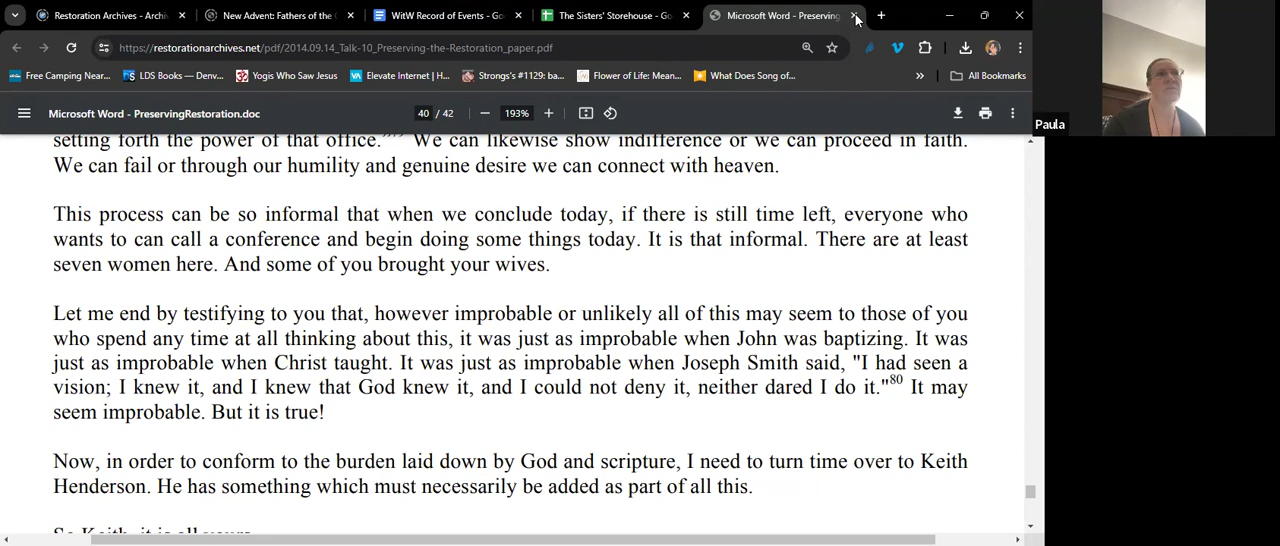 Restoration Archives - Archi
New Advent: Fathers of the C
WitW Record of Events - Go
The Sisters' Storehouse - Go
Microsoft Word - Preserving
https://restorationarchives.net/pdf/2014.09.14_Talk-10_Preserving-the-Restoration_paper.pdf
Free Camping Near...
LDS Books — Denv...
Yogis Who Saw Jesus
Elevate Internet | H...
Strongs's #1129: ba...
Flower of Life: Mean...
What Does Song of...
»
All Bookmarks
Microsoft Word - PreservingRestoration.doc
40 / 42
193%
Paula
setting forth the power of that office." We can likewise show indifference or we can proceed in faith.
We can fail or through our humility and genuine desire we can connect with heaven.
This process can be so informal that when we conclude today, if there is still time left, everyone who
wants to can call a conference and begin doing some things today. It is that informal. There are at least
seven women here. And some of you brought your wives.
Let me end by testifying to you that, however improbable or unlikely all of this may seem to those of you
who spend any time at all thinking about this, it was just as improbable when John was baptizing. It was
just as improbable when Christ taught. It was just as improbable when Joseph Smith said, "I had seen a
vision; I knew it, and I knew that God knew it, and I could not deny it, neither dared I do it."80 It may
seem improbable. But it is true!
Now, in order to conform to the burden laid down by God and scripture, I need to turn time over to Keith
Henderson. He has something which must necessarily be added as part of all this.
So Keith, it is all yours